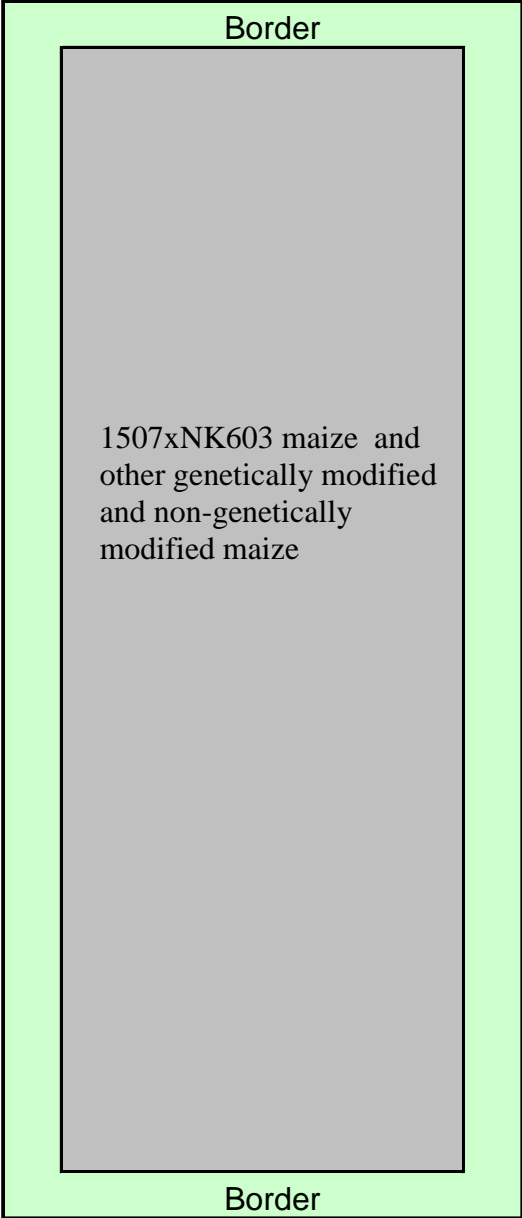 Border
1507xNK603 maize  and
other genetically modified
and non-genetically
modified maize
Border